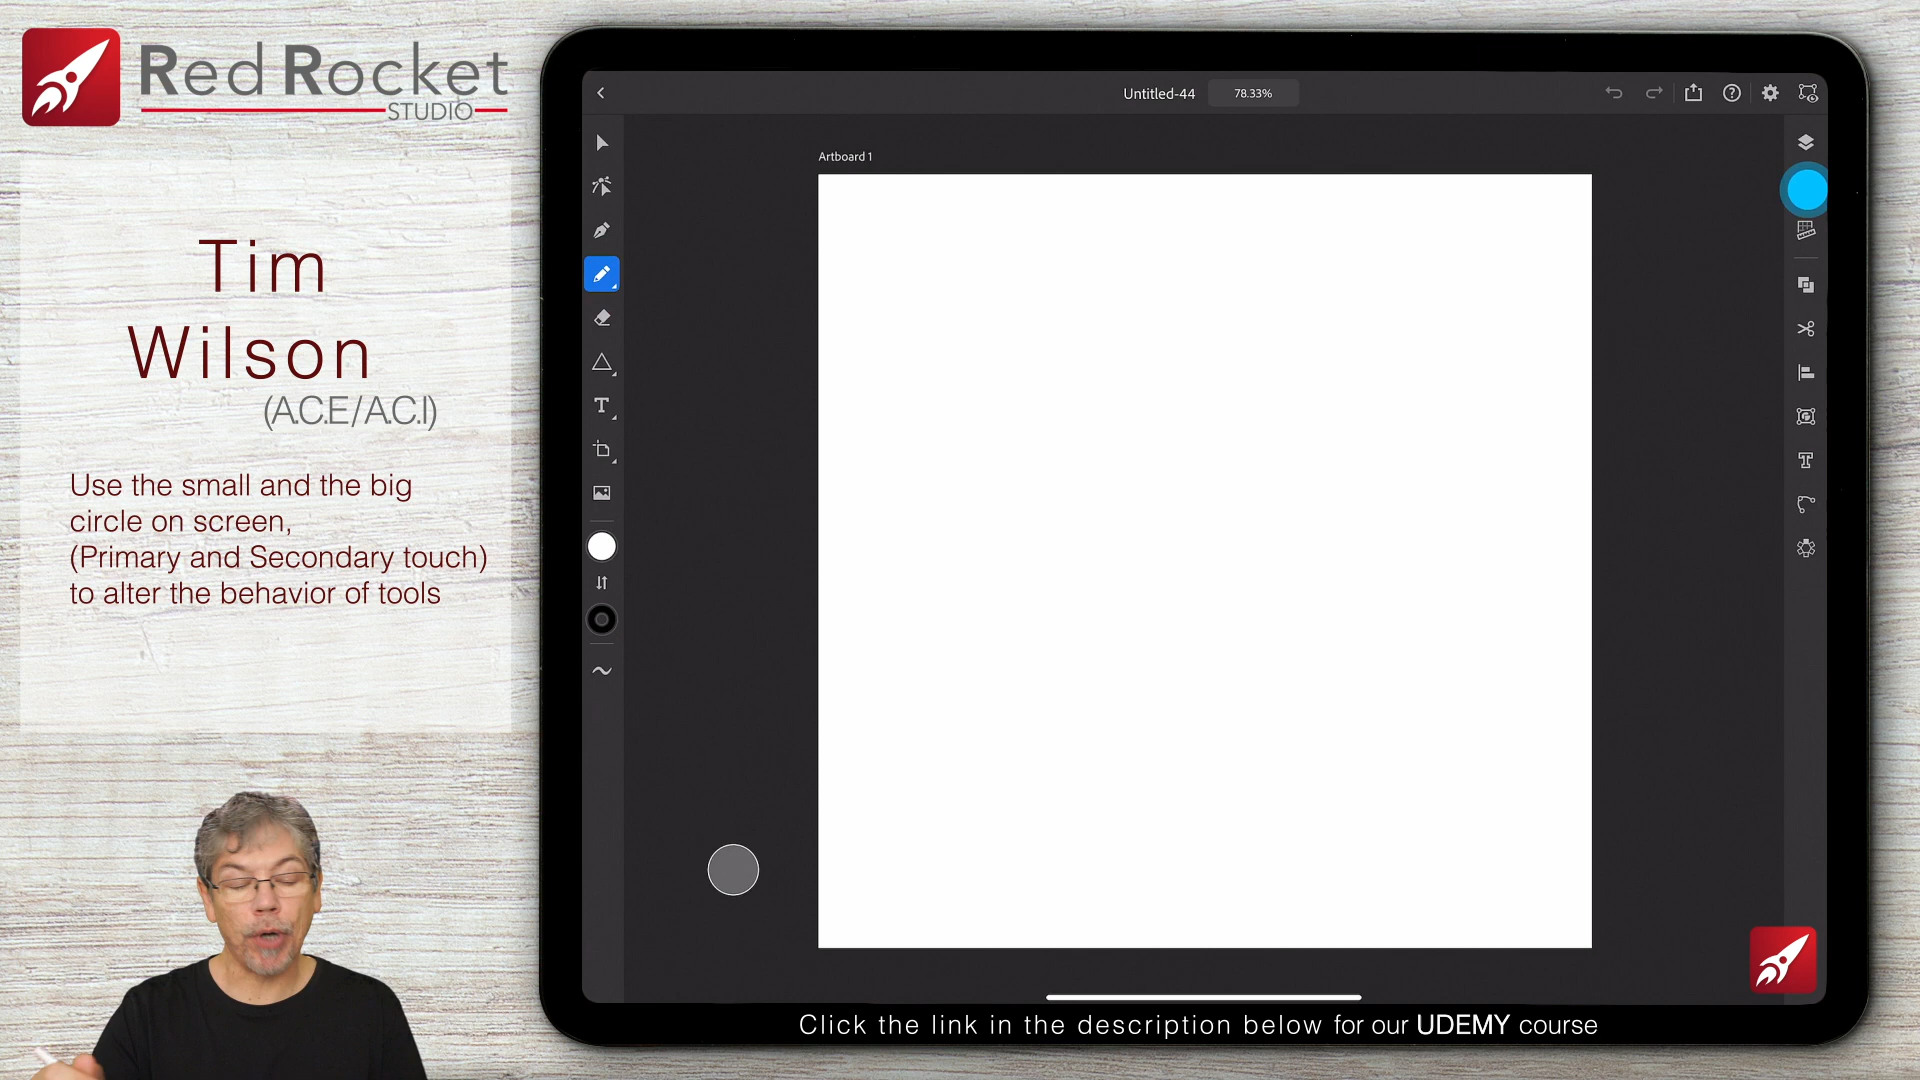 Red Rocket
STUDIO
Tim
Wilson
(A.C.E/A.C.I)
Use the small and the big
circle on screen,
(Primary and Secondary touch)
to alter the behavior of tools
Untitled-44
78.33%
Artboard 1
Click the link in the description below for our UDEMY course